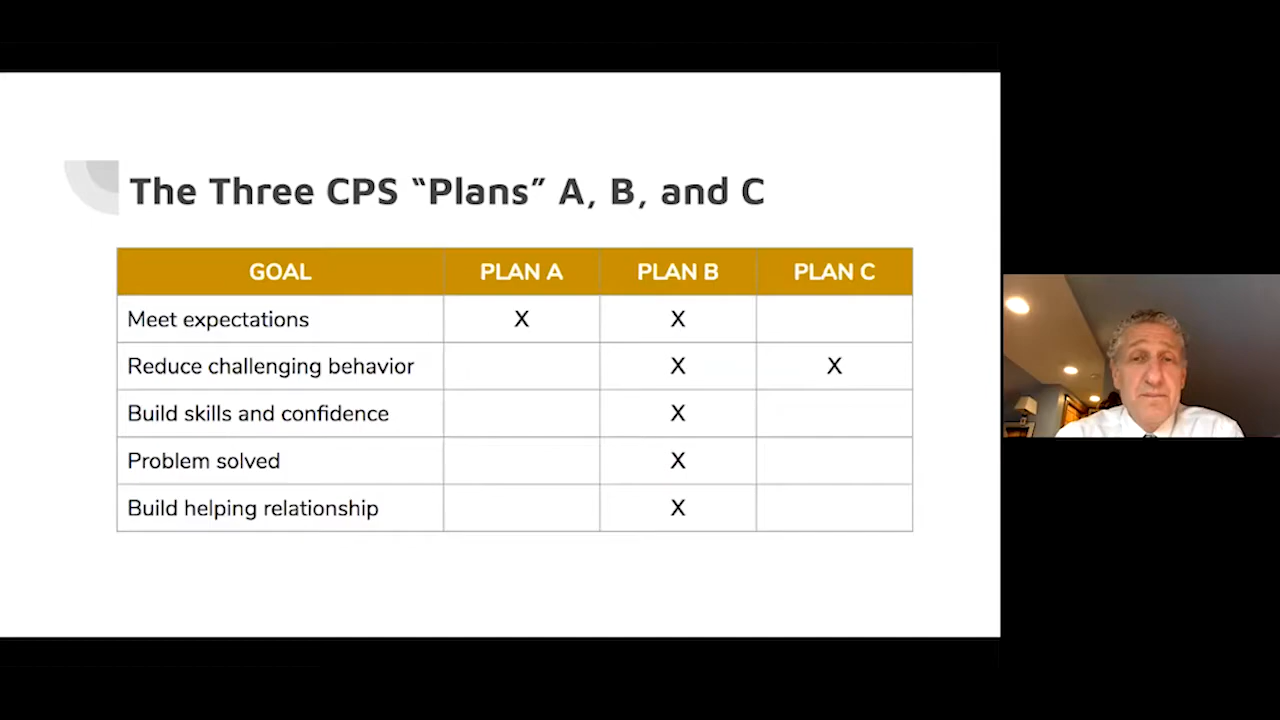 The Three CPS “Plans” A, B, and C
GOAL PLAN A PLAN B PLAN C
Meet expectations X X
Reduce challenging behavior X X
Build skills and confidence X
Problem solved X
Build helping relationship X